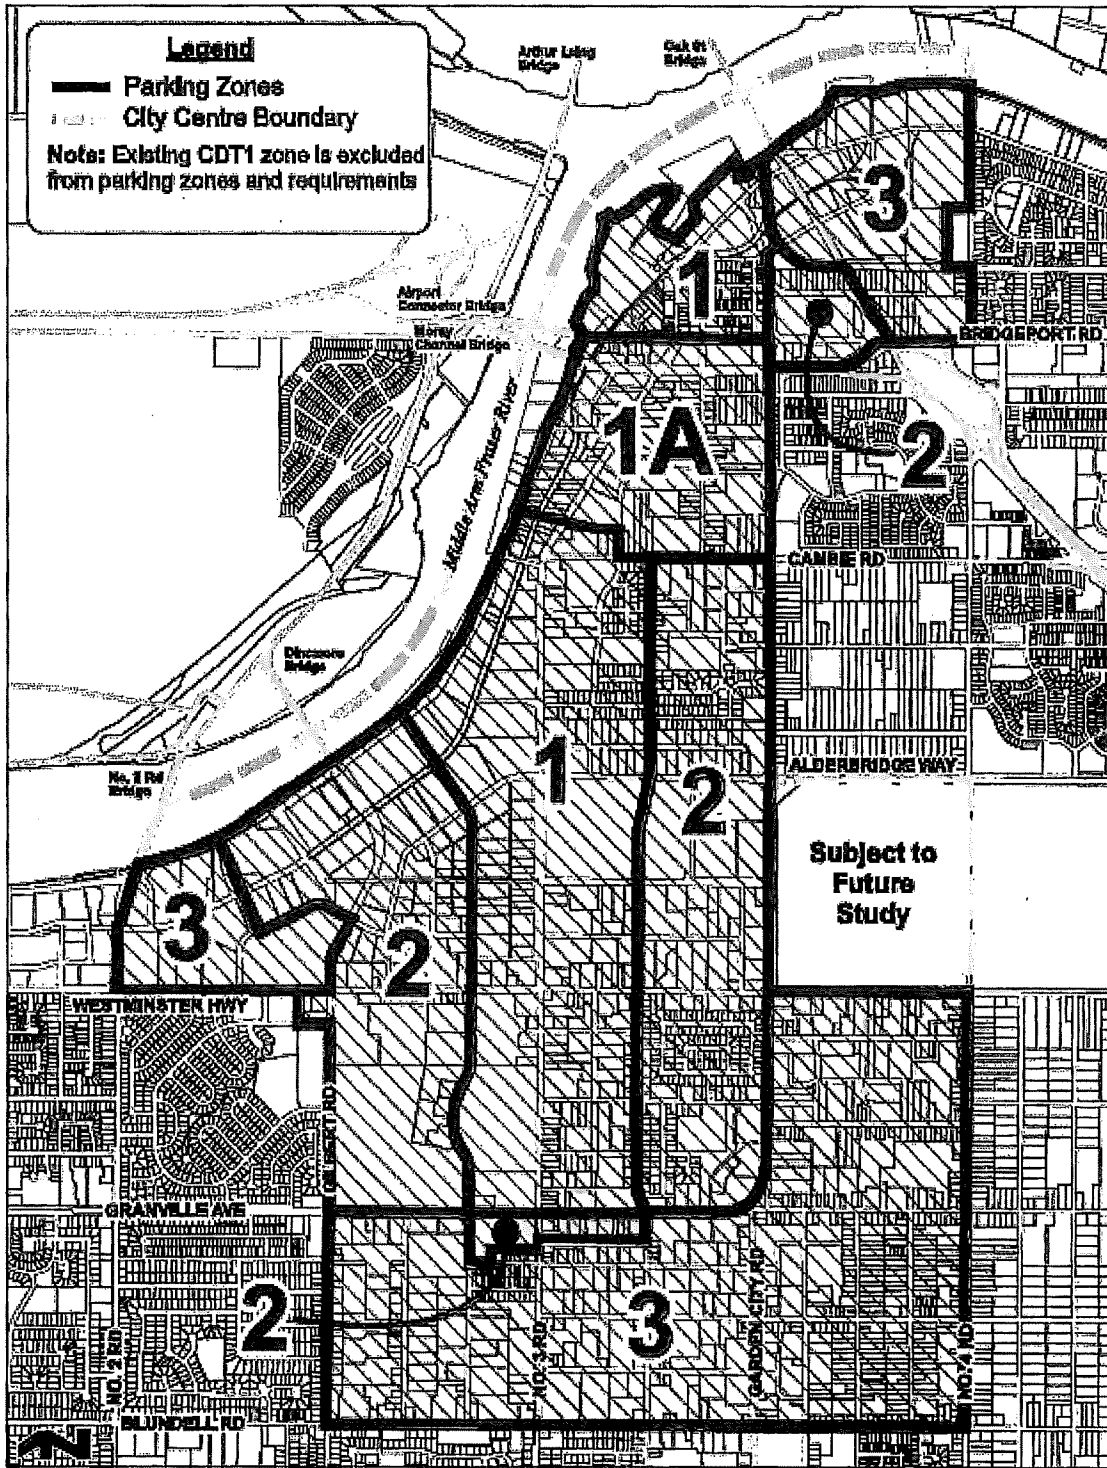 Legend
Parking Zones
City Centre Boundary
Note: Existing CDT1 zone is excluded
from parking zones and requirements
Arthur Laing
Bridge
Oak St
Bridge
3
1
Airport
Connector Bridge
Moray
Channel Bridge
BRIDGEPORT RD
Middle Arm Fraser River
1A
2
CAMBIE RD
Dinsmore
Bridge
No. 2 Rd
Bridge
1
2
ALDERBRIDGE WAY
Subject to
Future
Study
3
2
WESTMINSTER HWY
GILBERT RD
GRANVILLE AVE
2
3
NO. 2 RD
NO. 3 RD
GARDEN CITY RD
NO. 4 RD
BLUNDELL RD